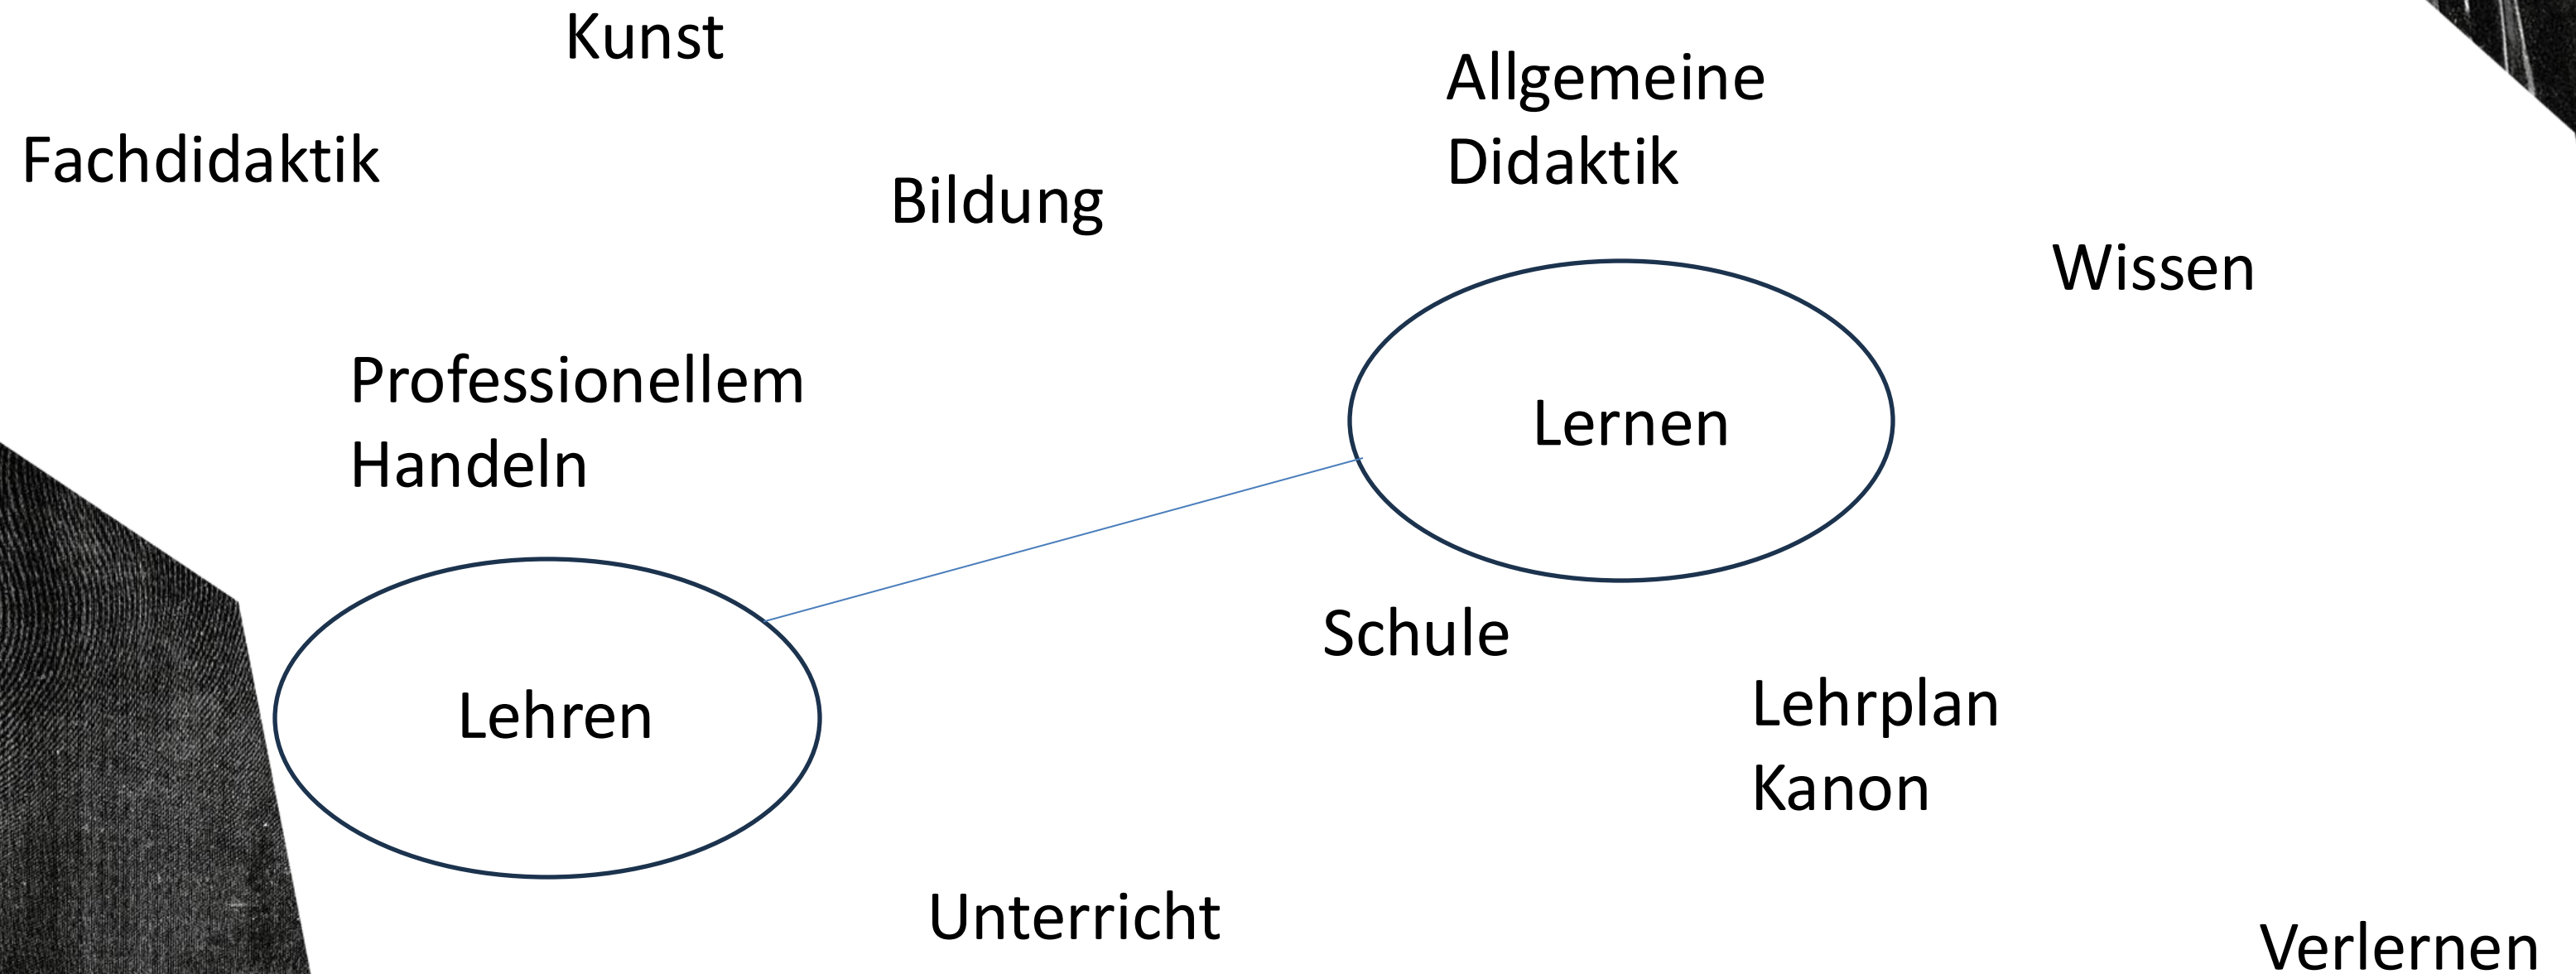 Kunst
Allgemeine
Didaktik
Fachdidaktik
Bildung
Wissen
Professionellem
Handeln
Lernen
Schule
Lehren
Lehrplan
Kanon
Unterricht
Verlernen